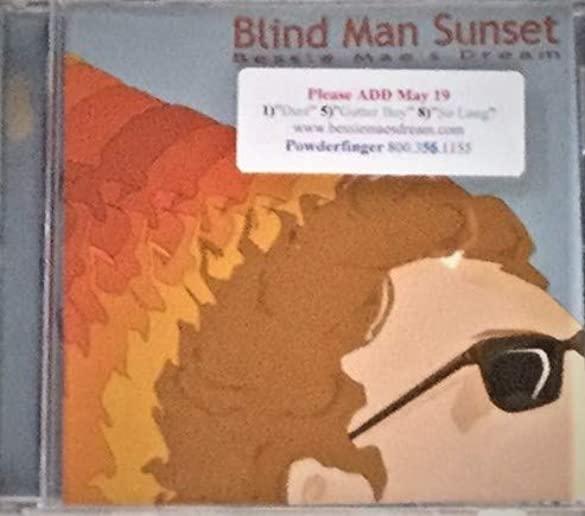 Blind Man Sunset
Bessie Mae's Dream
Please ADD May 19
1)"Dust" 5)"Gutter Boy" 8)"So Long"
www.bessiemaesdream.com
Powderfinger 800.356.1155